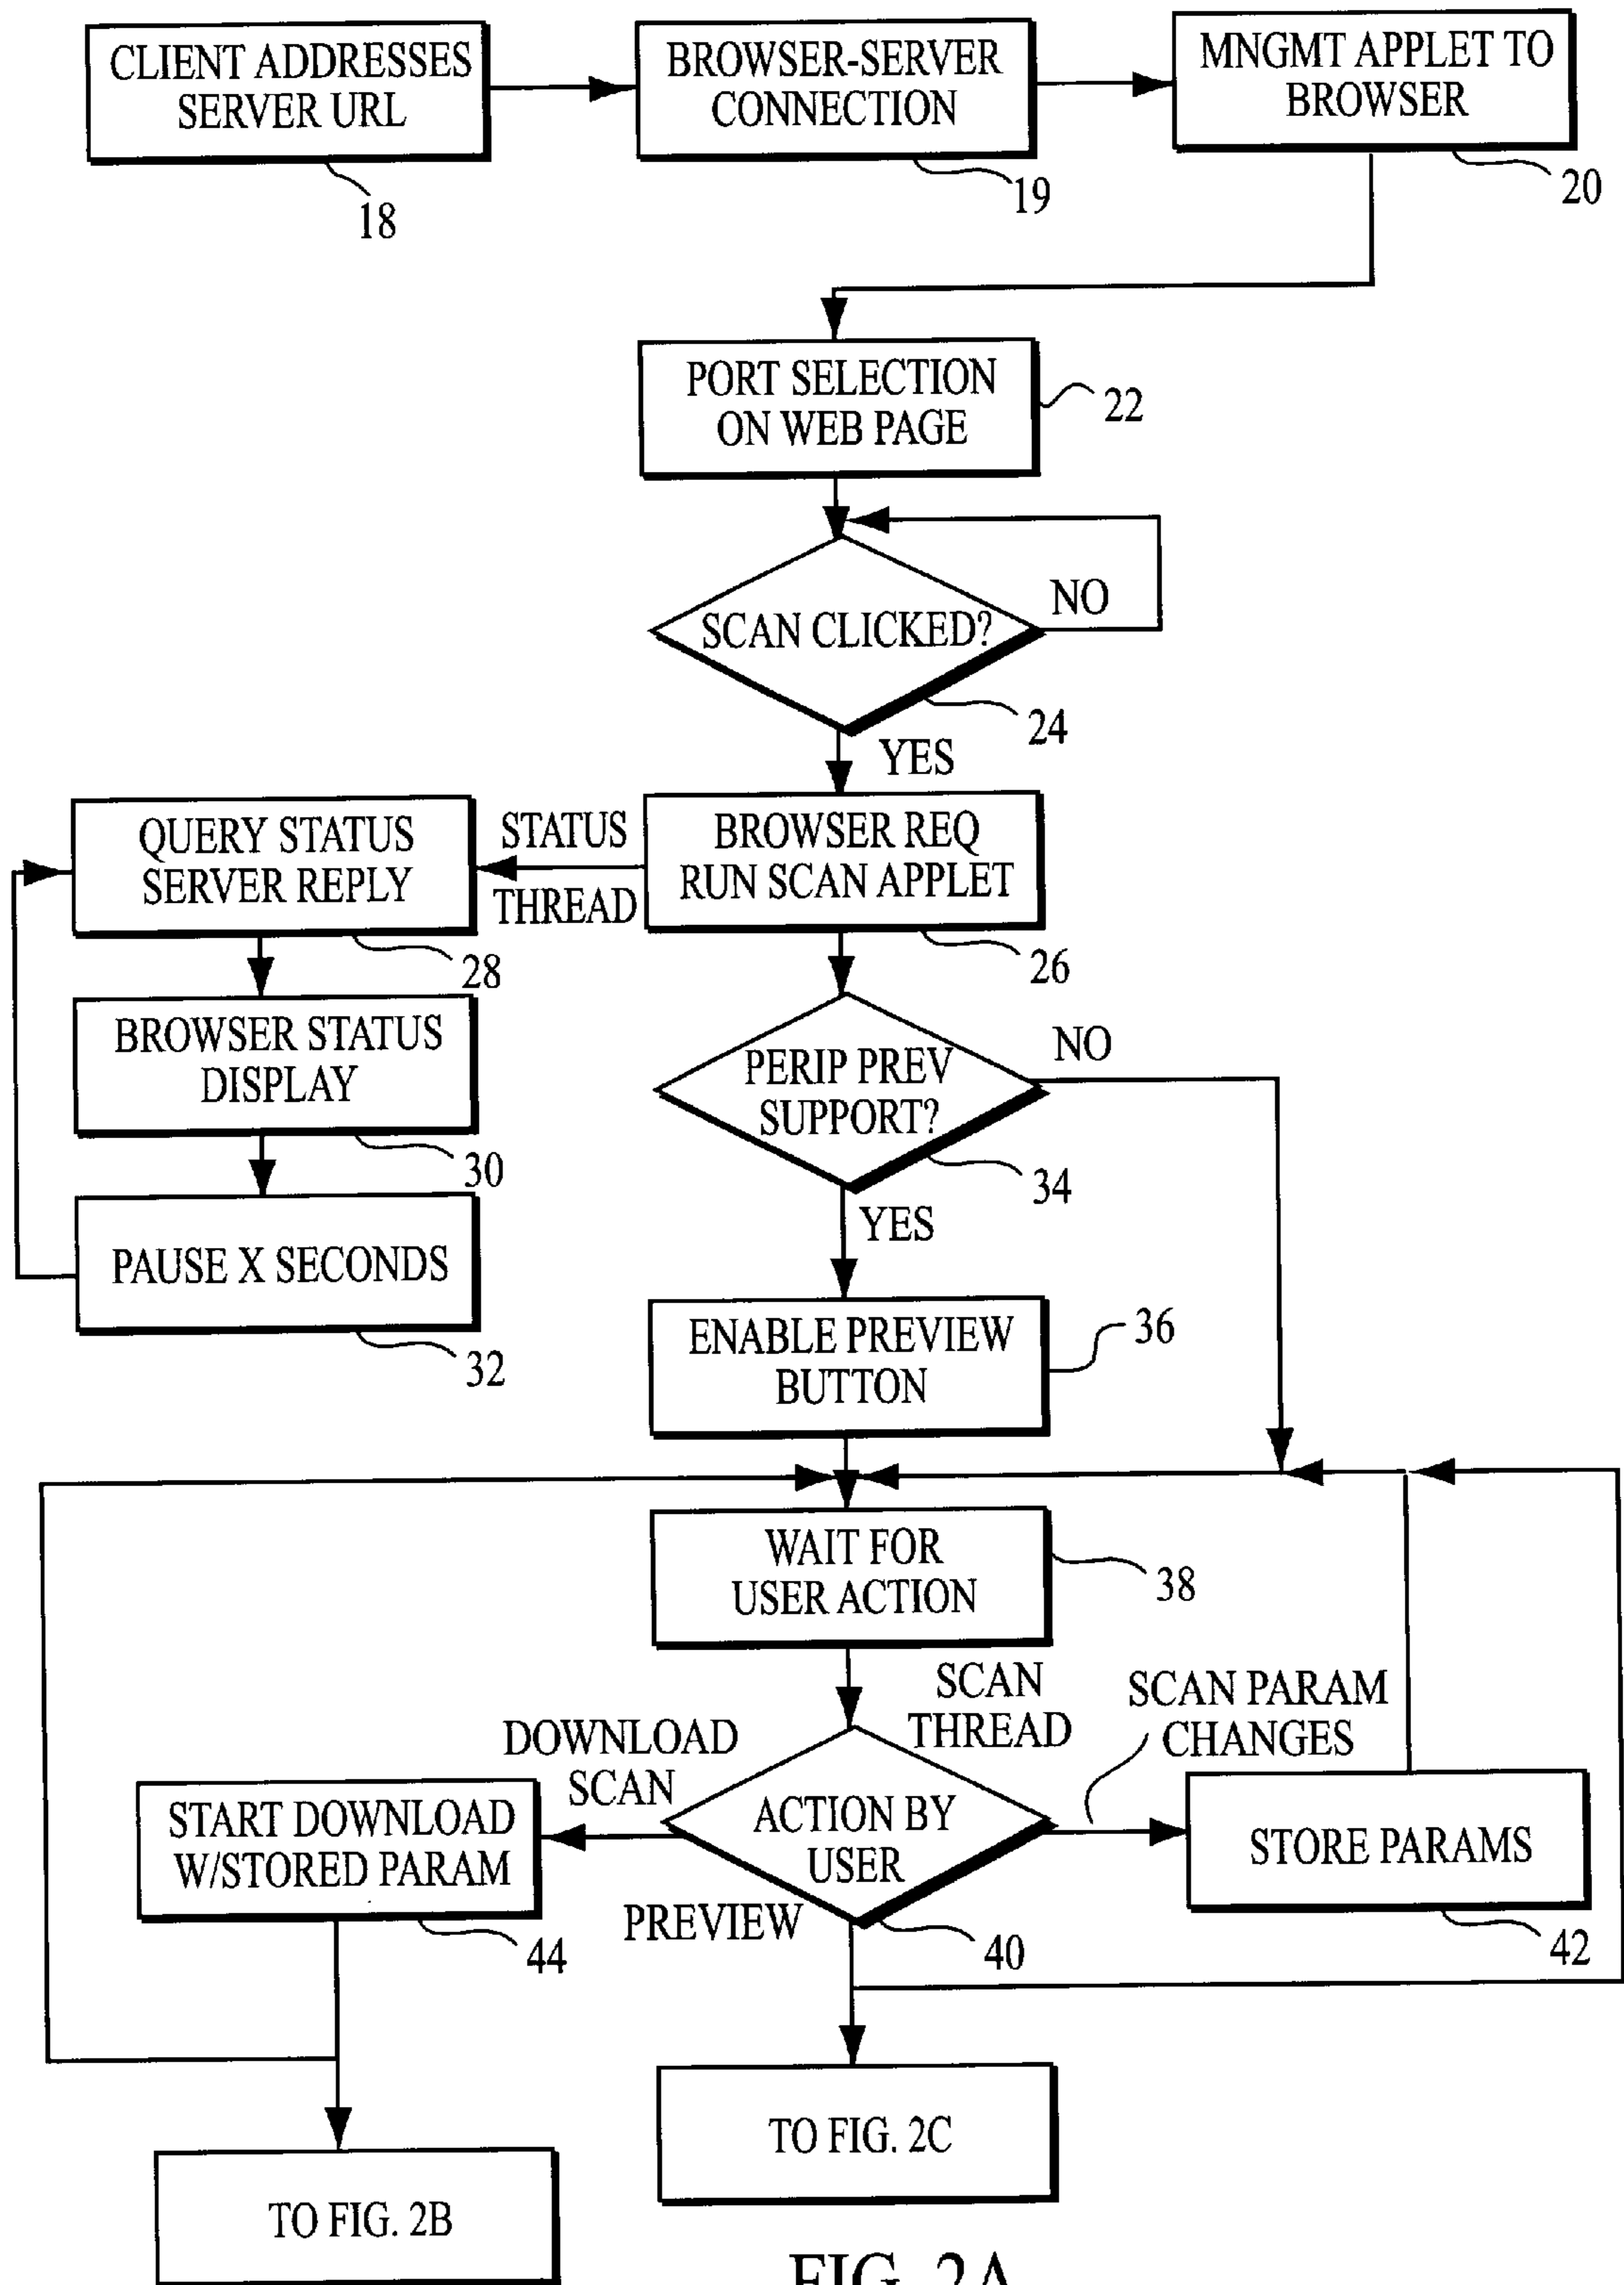 CLIENT ADDRESSES
SERVER URL
18
BROWSER-SERVER
CONNECTION
19
MNGMT APPLET TO
BROWSER
20
PORT SELECTION
ON WEB PAGE
22
SCAN CLICKED?
NO
24
YES
BROWSER REQ
RUN SCAN APPLET
26
STATUS
THREAD
QUERY STATUS
SERVER REPLY
28
BROWSER STATUS
DISPLAY
30
PAUSE X SECONDS
32
PERIP PREV
SUPPORT?
NO
34
YES
ENABLE PREVIEW
BUTTON
36
WAIT FOR
USER ACTION
38
SCAN
THREAD
SCAN PARAM
CHANGES
DOWNLOAD
SCAN
ACTION BY
USER
40
STORE PARAMS
42
START DOWNLOAD
W/STORED PARAM
44
PREVIEW
TO FIG. 2C
TO FIG. 2B
FIG. 2A